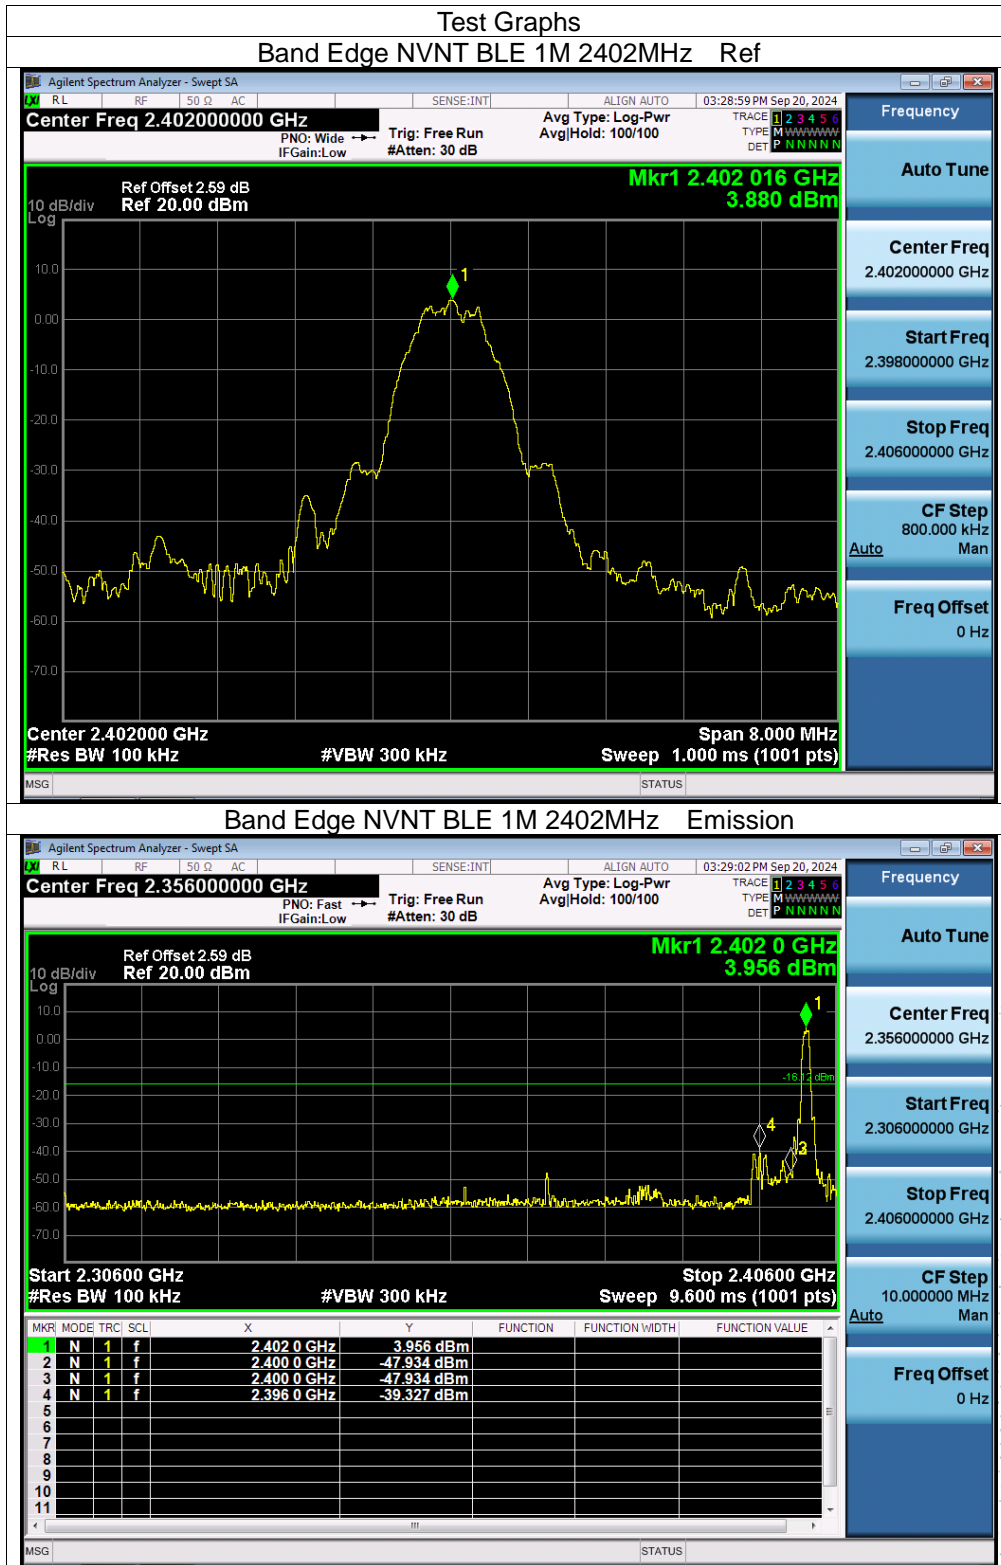 Test Graphs
Band Edge NVNT BLE 1M 2402MHz Ref
Agilent Spectrum Analyzer - Swept SA
LXI RL RF 50 Ω AC SENSE:INT ALIGN AUTO 03:28:59 PM Sep 20, 2024
Center Freq 2.402000000 GHz Avg Type: Log-Pwr TRACE 1 2 3 4 5 6
PNO: Wide Trig: Free Run Avg|Hold: 100/100 TYPE M WWWWW
IFGain:Low #Atten: 30 dB DET P N N N N N
Mkr1 2.402 016 GHz
3.880 dBm
Ref Offset 2.59 dB
10 dB/div Ref 20.00 dBm
Log
10.0
0.00
-10.0
-20.0
-30.0
-40.0
-50.0
-60.0
-70.0
1
Center 2.402000 GHz Span 8.000 MHz
#Res BW 100 kHz #VBW 300 kHz Sweep 1.000 ms (1001 pts)
MSG STATUS
Frequency
Auto Tune
Center Freq
2.402000000 GHz
Start Freq
2.398000000 GHz
Stop Freq
2.406000000 GHz
CF Step
800.000 kHz
Auto Man
Freq Offset
0 Hz
Band Edge NVNT BLE 1M 2402MHz Emission
Agilent Spectrum Analyzer - Swept SA
LXI RL RF 50 Ω AC SENSE:INT ALIGN AUTO 03:29:02 PM Sep 20, 2024
Center Freq 2.356000000 GHz Avg Type: Log-Pwr TRACE 1 2 3 4 5 6
PNO: Fast Trig: Free Run Avg|Hold: 100/100 TYPE M WWWWW
IFGain:Low #Atten: 30 dB DET P N N N N N
Mkr1 2.402 0 GHz
3.956 dBm
Ref Offset 2.59 dB
10 dB/div Ref 20.00 dBm
Log
10.0
0.00
-10.0
-20.0
-30.0
-40.0
-50.0
-60.0
-70.0
1
-16.12 dBm
4
3
Start 2.30600 GHz Stop 2.40600 GHz
#Res BW 100 kHz #VBW 300 kHz Sweep 9.600 ms (1001 pts)
MKR MODE TRC SCL X Y FUNCTION FUNCTION WIDTH FUNCTION VALUE
1 N 1 f 2.402 0 GHz 3.956 dBm
2 N 1 f 2.400 0 GHz -47.934 dBm
3 N 1 f 2.400 0 GHz -47.934 dBm
4 N 1 f 2.396 0 GHz -39.327 dBm
5
6
7
8
9
10
11
MSG STATUS
Frequency
Auto Tune
Center Freq
2.356000000 GHz
Start Freq
2.306000000 GHz
Stop Freq
2.406000000 GHz
CF Step
10.000000 MHz
Auto Man
Freq Offset
0 Hz